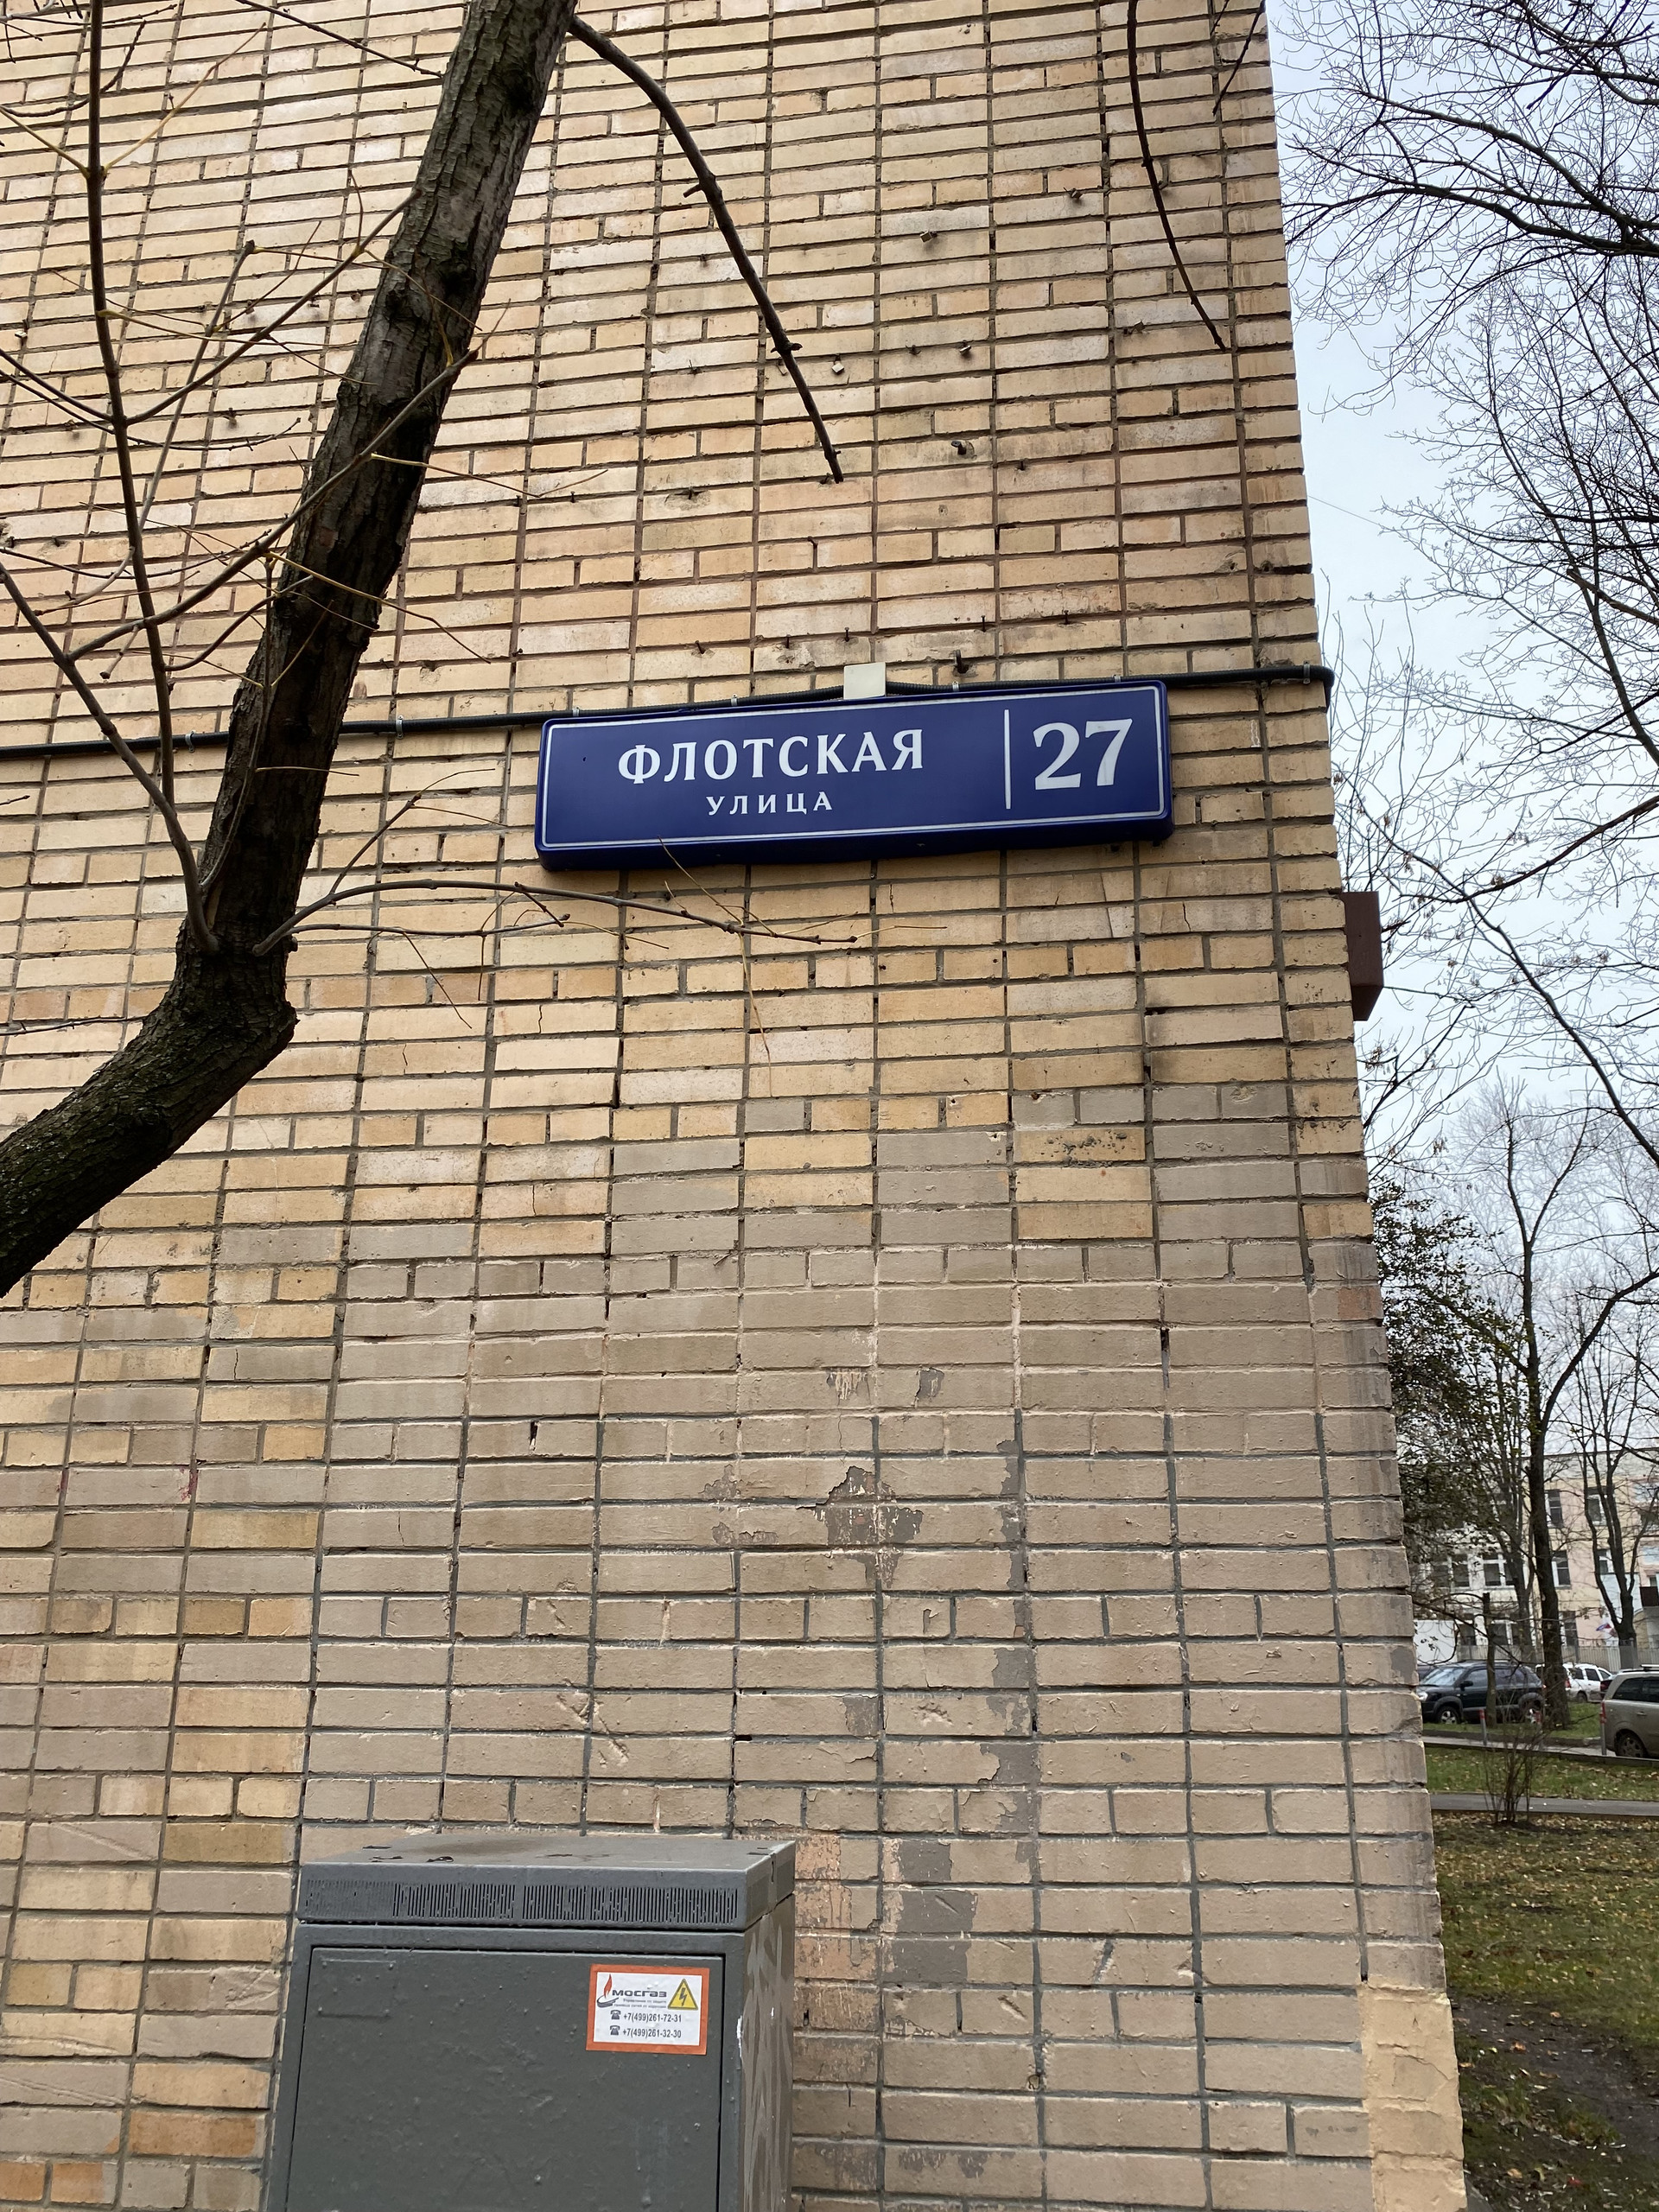 ФЛОТСКАЯ
УЛИЦА
27
МОСГАЗ
+7(499)261-72-31
+7(499)261-32-30